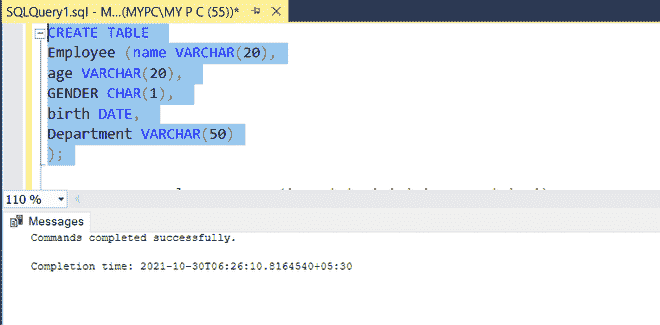 SQLQuery1.sql - M...(MYPC\MY P C (55))*
CREATE TABLE
Employee (name VARCHAR(20),
age VARCHAR(20),
GENDER CHAR(1),
birth DATE,
Department VARCHAR(50)
);
110 %
Messages
Commands completed successfully.
Completion time: 2021-10-30T06:26:10.8164540+05:30